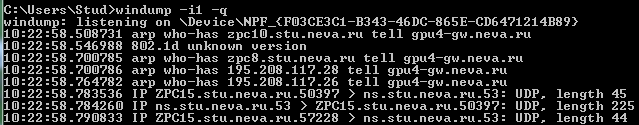 C:\Users\Stud>windump -i1 -q
windump: listening on \Device\NPF_{F03CE3C1-B343-46DC-865E-CD6471214B89}
10:22:58.508731 arp who-has zpc10.stu.neva.ru tell gpu4-gw.neva.ru
10:22:58.546988 802.1d unknown version
10:22:58.700785 arp who-has zpc8.stu.neva.ru tell gpu4-gw.neva.ru
10:22:58.700786 arp who-has 195.208.117.28 tell gpu4-gw.neva.ru
10:22:58.764782 arp who-has 195.208.117.26 tell gpu4-gw.neva.ru
10:22:58.783536 IP ZPC15.stu.neva.ru.50397 > ns.stu.neva.ru.53: UDP, length 45
10:22:58.784260 IP ns.stu.neva.ru.53 > ZPC15.stu.neva.ru.50397: UDP, length 225
10:22:58.790833 IP ZPC15.stu.neva.ru.57228 > ns.stu.neva.ru.53: UDP, length 44